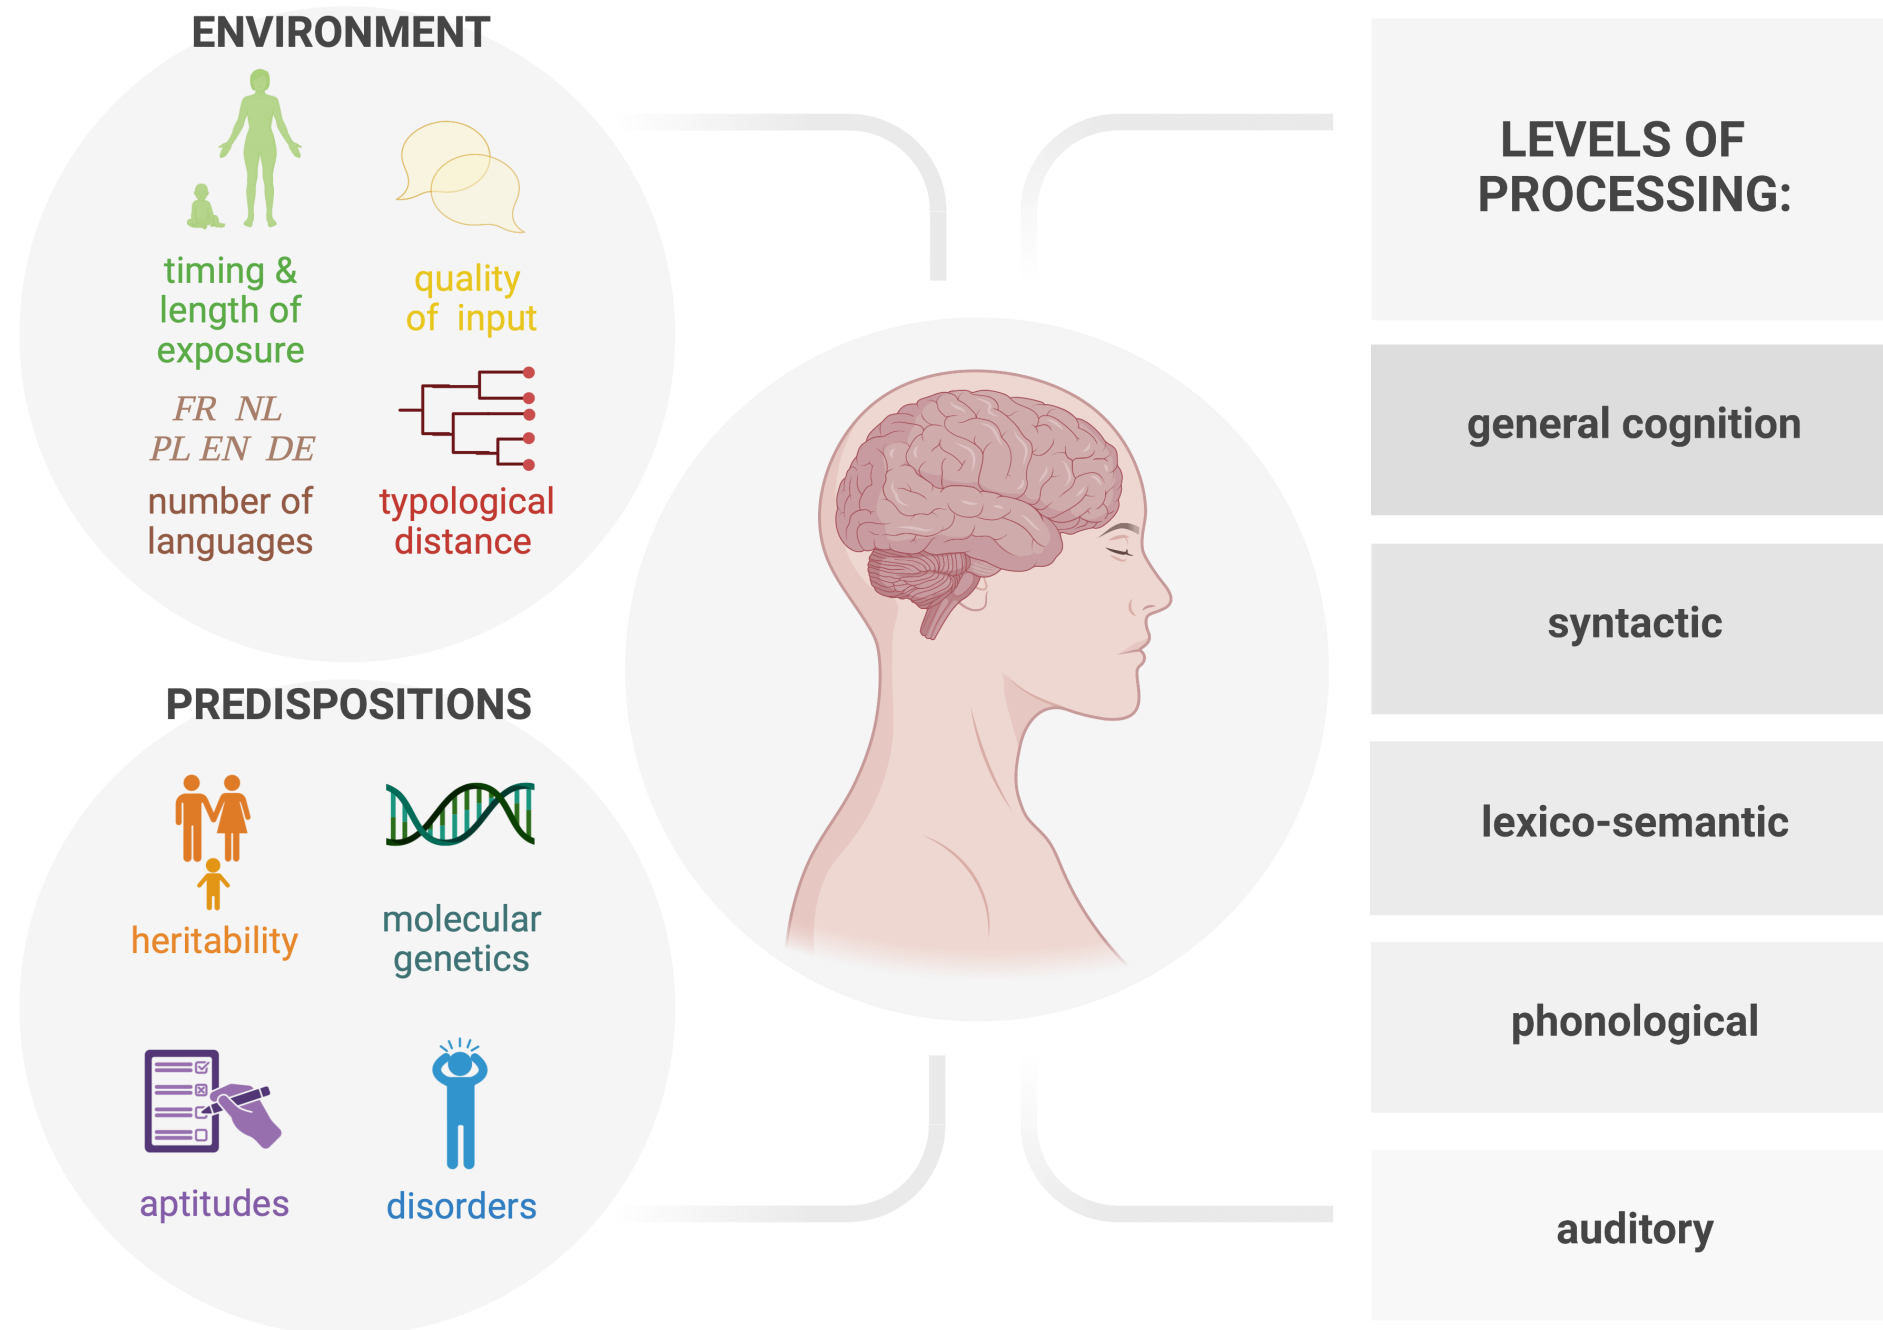 ENVIRONMENT
timing &
length of
exposure
quality
of input
FR NL
PL EN DE
number of
languages
typological
distance
PREDISPOSITIONS
heritability
molecular
genetics
aptitudes
disorders
LEVELS OF
PROCESSING:
general cognition
syntactic
lexico-semantic
phonological
auditory